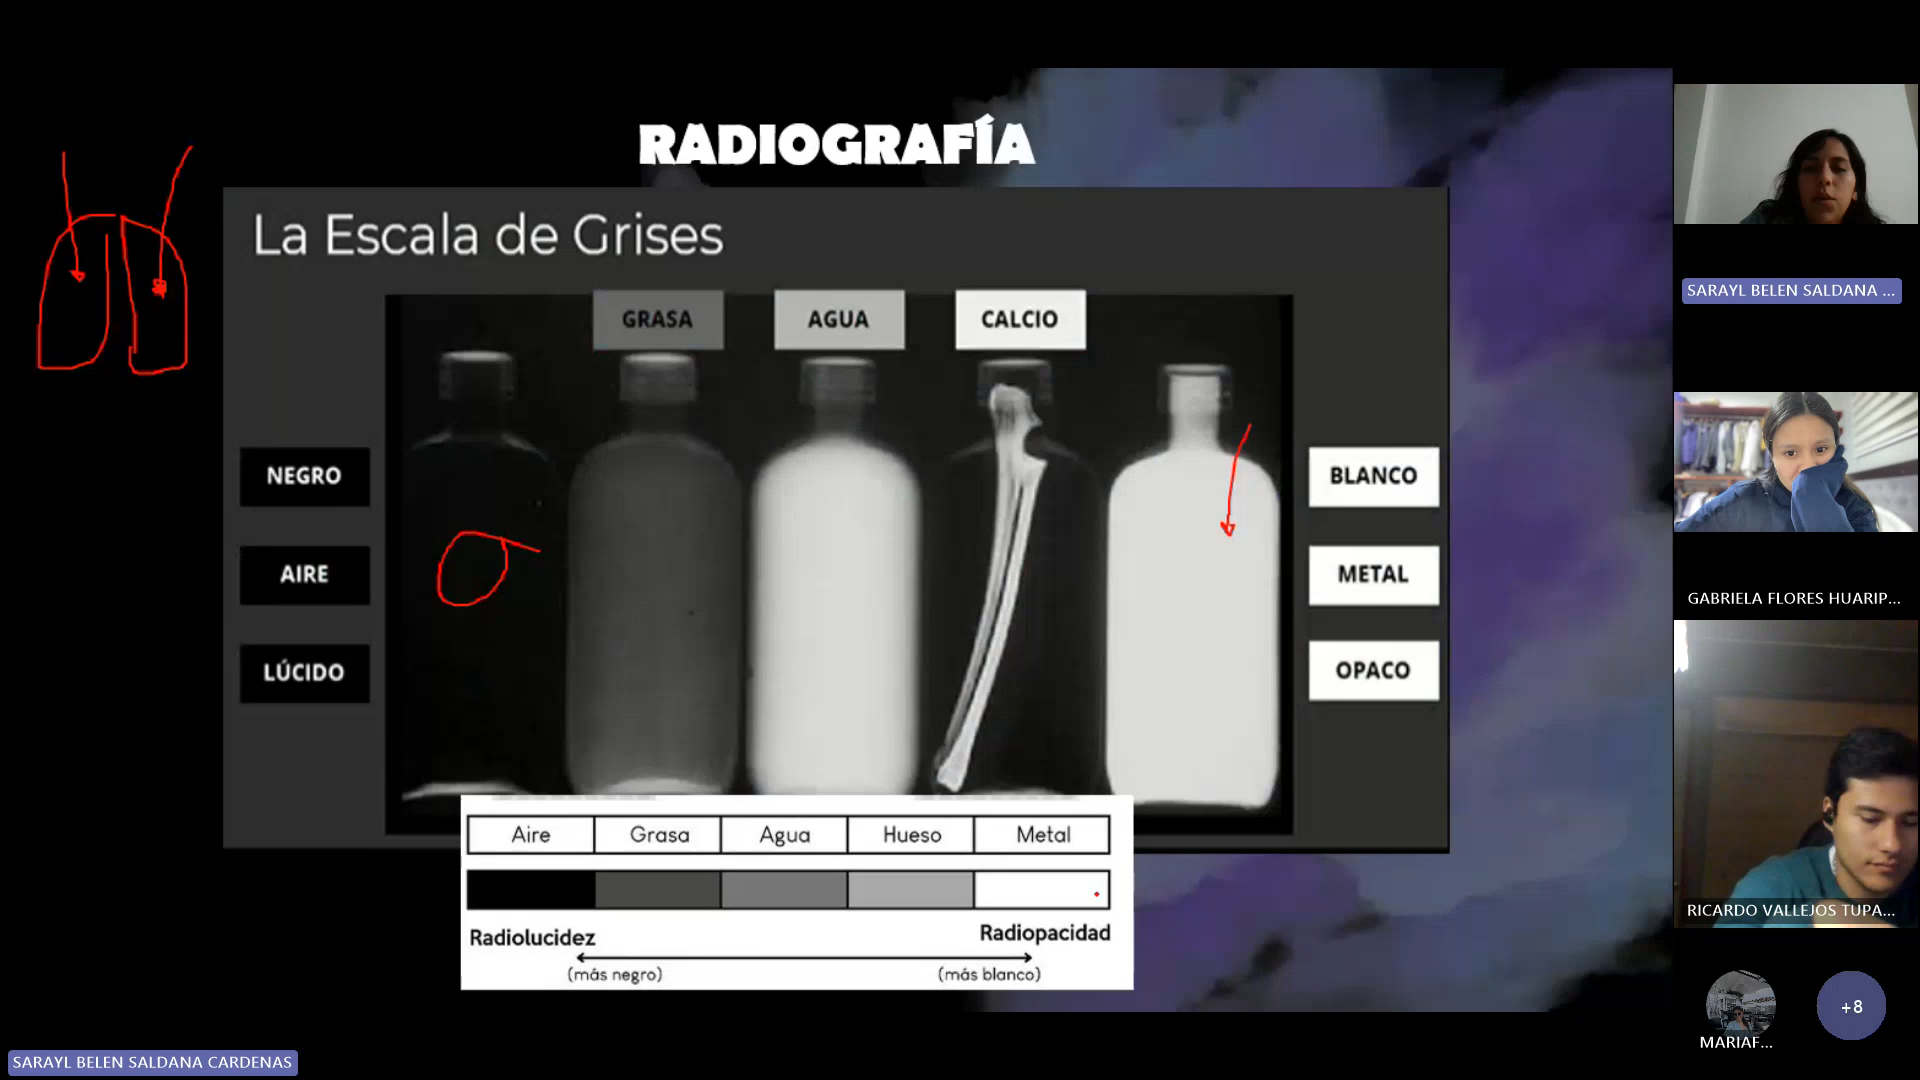 RADIOGRAFÍA
La Escala de Grises
GRASA
AGUA
CALCIO
NEGRO
AIRE
LÚCIDO
BLANCO
METAL
OPACO
Aire Grasa Agua Hueso Metal
Radiolucidez Radiopacidad
(más negro) (más blanco)
SARAYL BELEN SALDANA ...
GABRIELA FLORES HUARIP...
RICARDO VALLEJOS TUPA...
MARIAF...
+8
SARAYL BELEN SALDANA CARDENAS